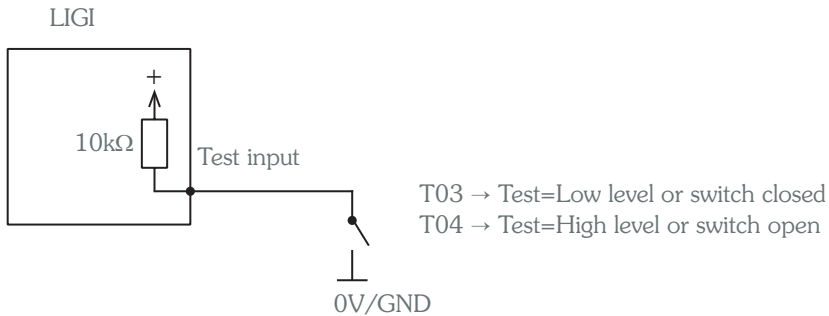 LIGI
+
10kΩ
Test input
T03 → Test=Low level or switch closed
T04 → Test=High level or switch open
0V/GND